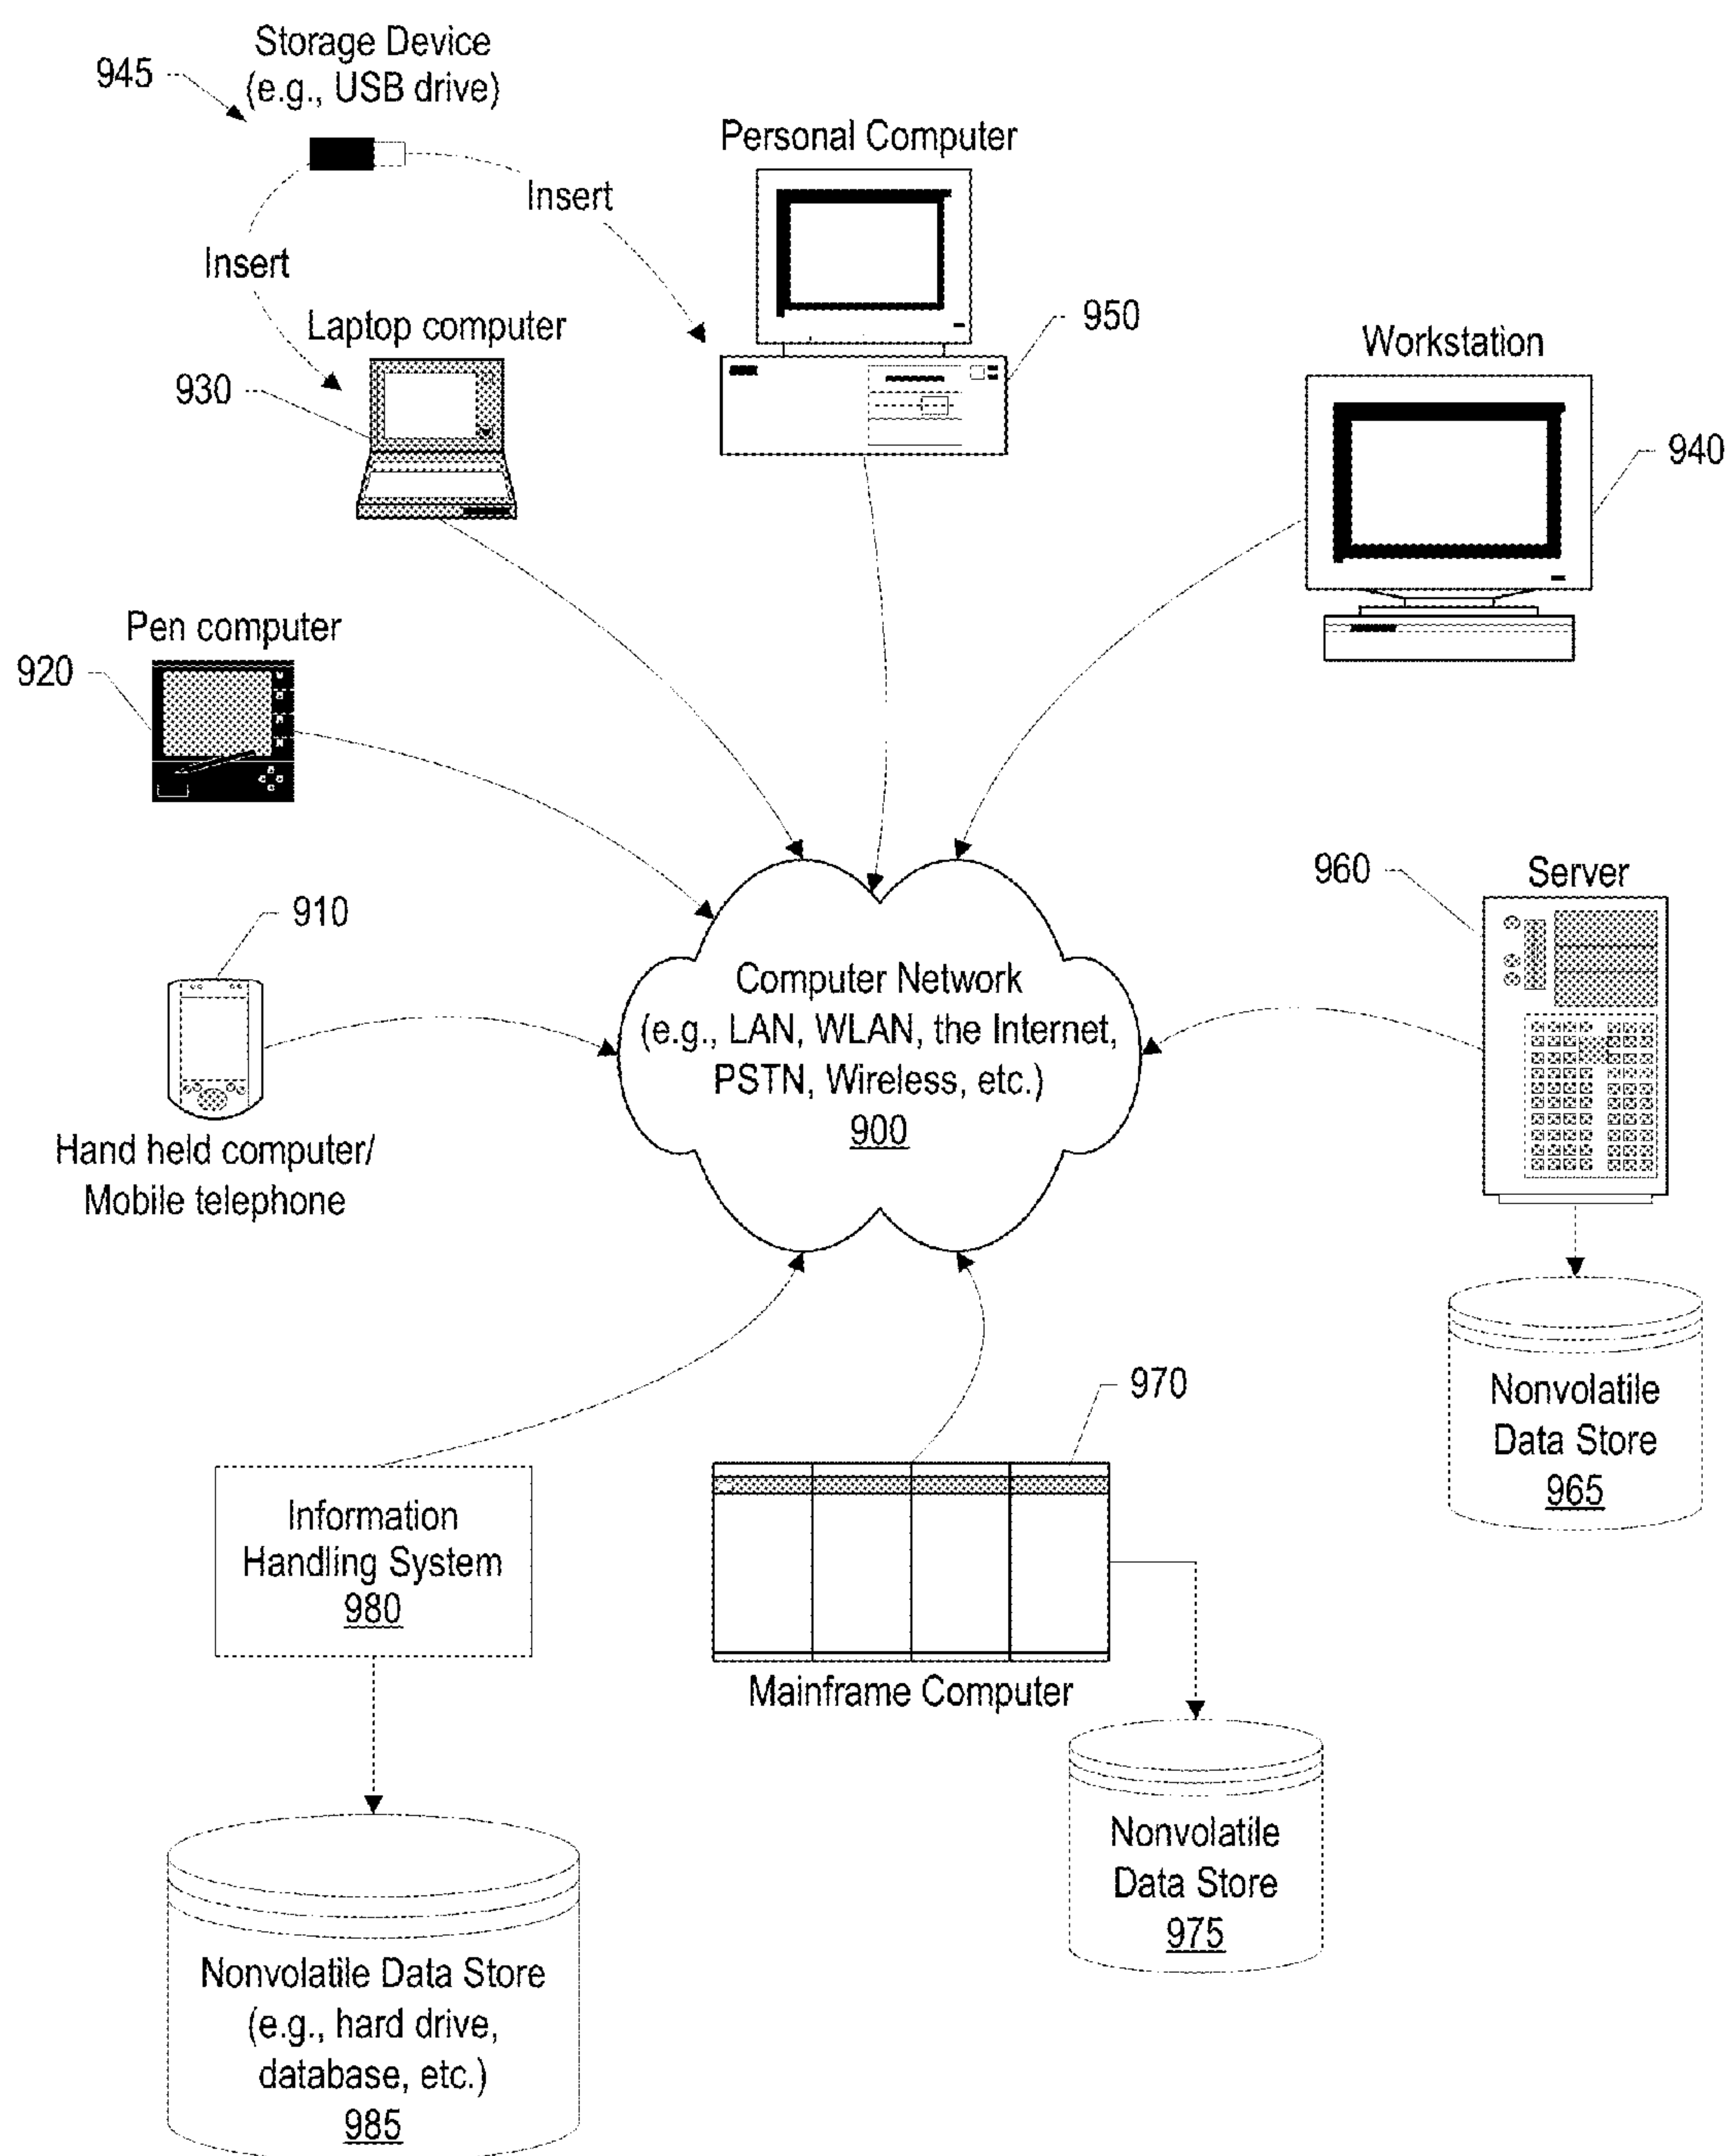 Storage Device
(e.g., USB drive)
945
Personal Computer
Insert
Insert
Laptop computer
950
930
Workstation
940
Pen computer
920
960
Server
910
Computer Network
(e.g., LAN, WLAN, the Internet,
PSTN, Wireless, etc.)
900
Hand held computer/
Mobile telephone
970
Nonvolatile
Data Store
965
Information
Handling System
980
Mainframe Computer
Nonvolatile
Data Store
975
Nonvolatile Data Store
(e.g., hard drive,
database, etc.)
985